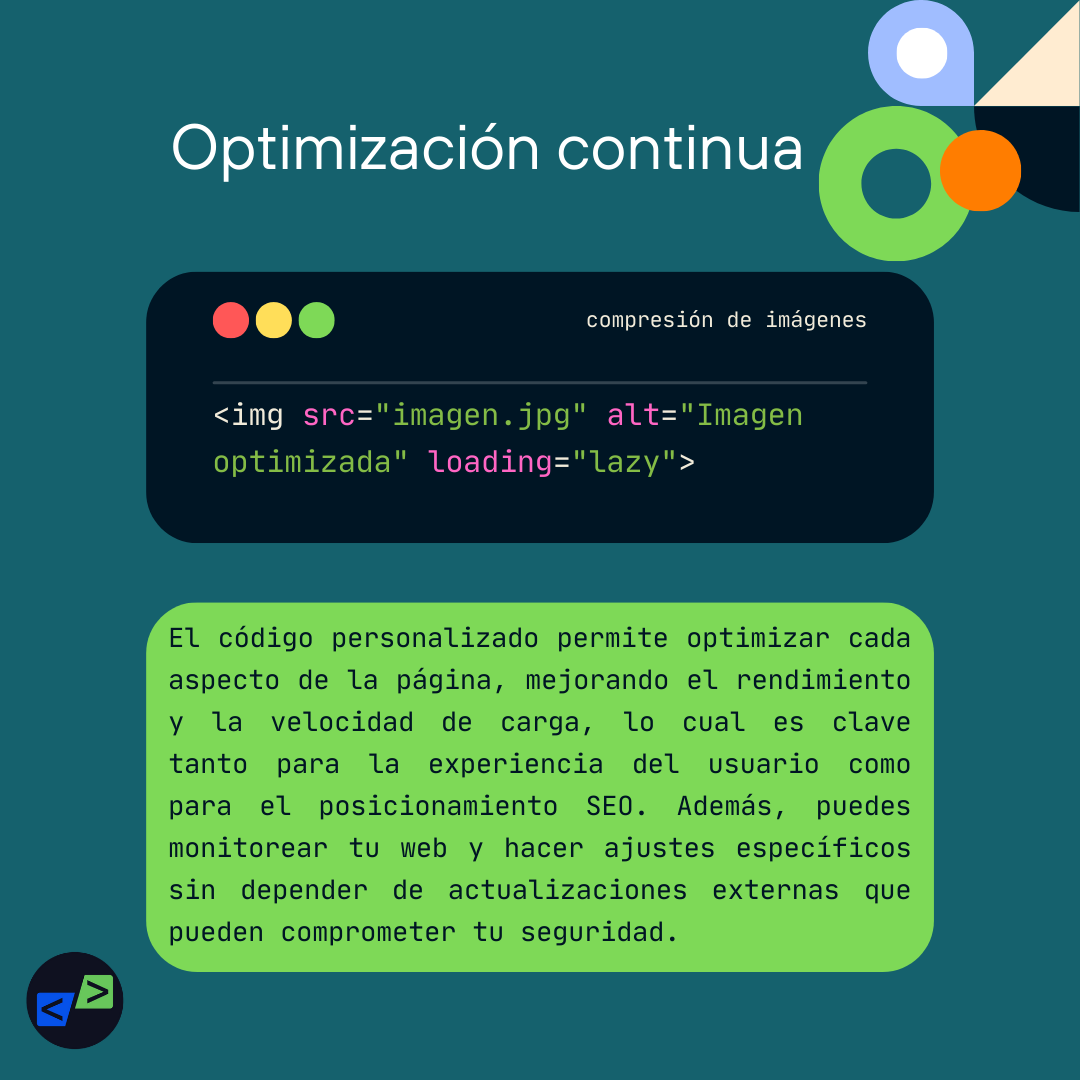 Optimización continua
compresión de imágenes
<img src="imagen.jpg" alt="Imagen
optimizada" loading="lazy">
El código personalizado permite optimizar cada
aspecto de la página, mejorando el rendimiento
y la velocidad de carga, lo cual es clave
tanto para la experiencia del usuario como
para el posicionamiento SEO. Además, puedes
monitorear tu web y hacer ajustes específicos
sin depender de actualizaciones externas que
pueden comprometer tu seguridad.
< >